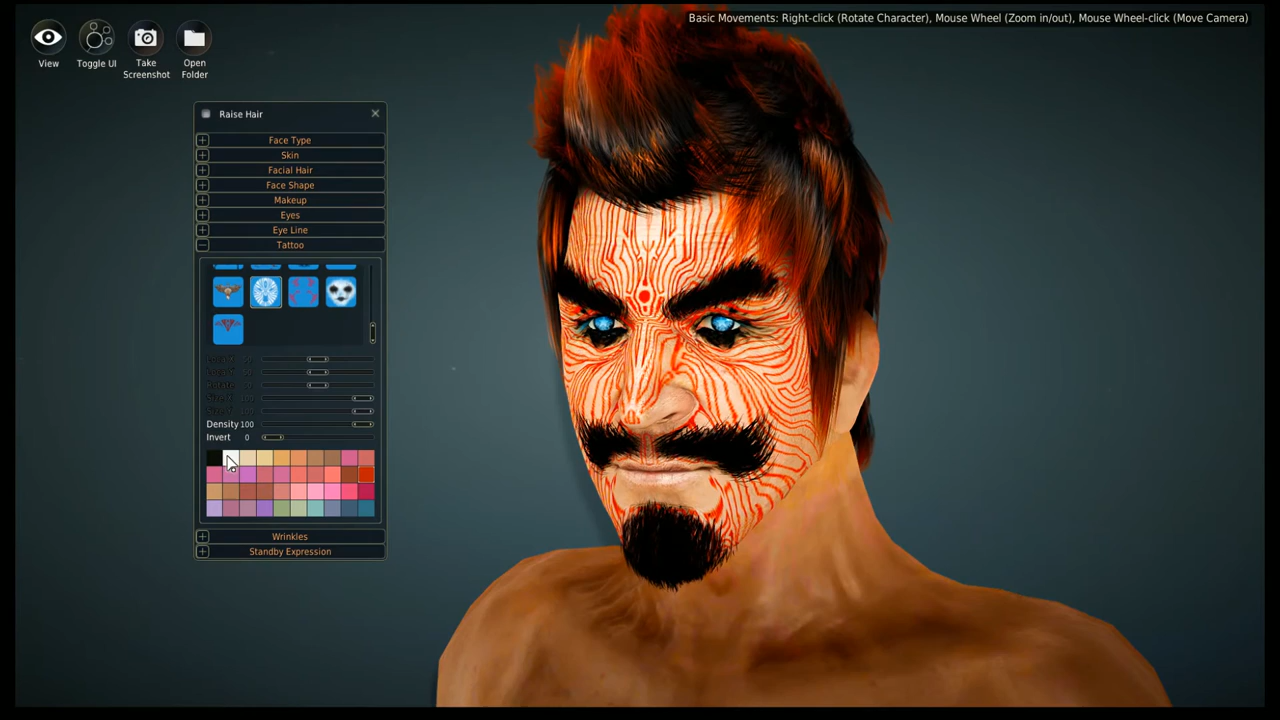 Basic Movements: Right-click (Rotate Character), Mouse Wheel (Zoom in/out), Mouse Wheel-click (Move Camera)
View
Toggle UI
Take
Screenshot
Open
Folder
Raise Hair
Face Type
Skin
Facial Hair
Face Shape
Makeup
Eyes
Eye Line
Tattoo
Density 100
Invert 0
Wrinkles
Standby Expression